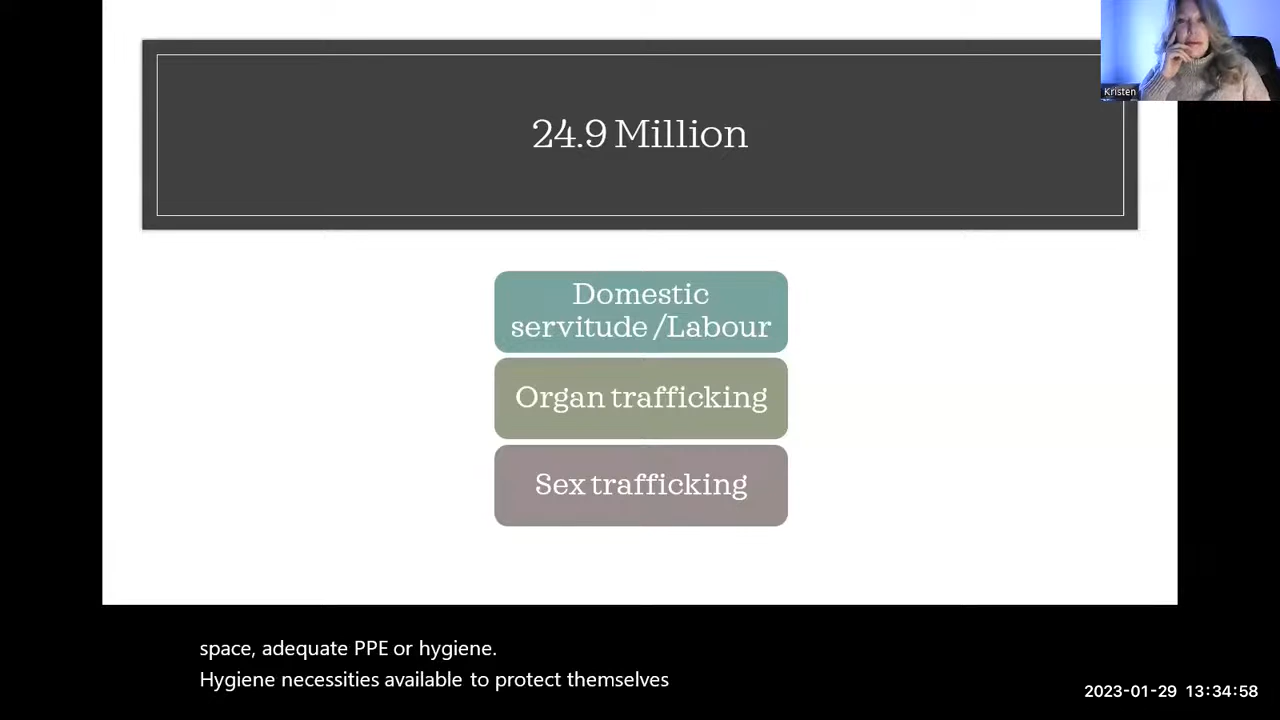 24.9 Million
Kristen
Domestic
servitude /Labour
Organ trafficking
Sex trafficking
space, adequate PPE or hygiene.
Hygiene necessities available to protect themselves
2023-01-29 13:34:58